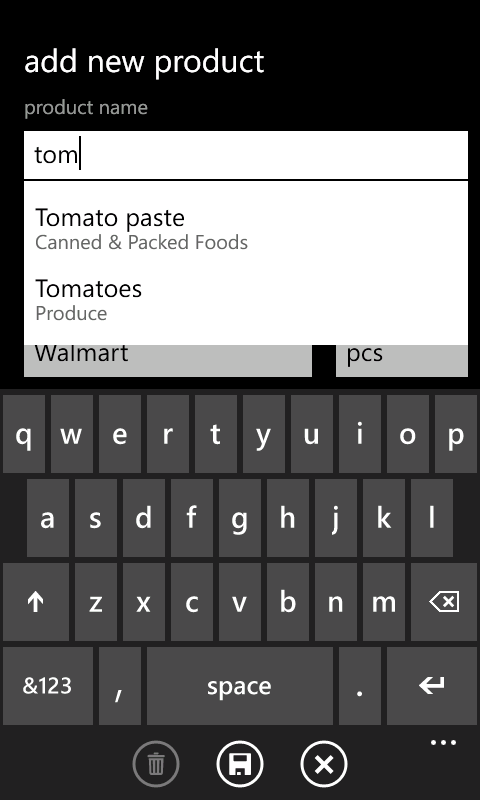 add new product
product name
tom
Tomato paste
Canned & Packed Foods
Tomatoes
Produce
Walmart pcs
q w e r t y u i o p
a s d f g h j k l
z x c v b n m
&123 , space .